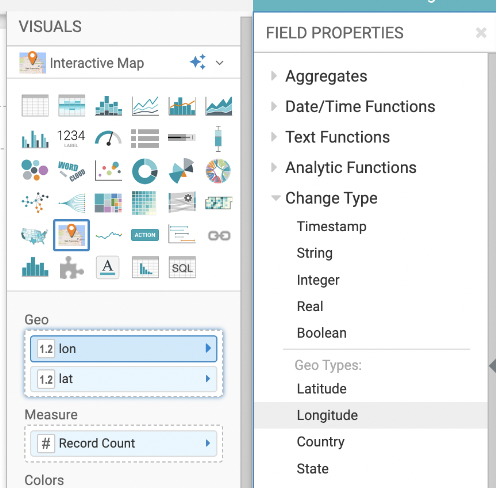 VISUALS
Interactive Map
1234
LABEL
WORD
CLOUD
ACTION
A
SQL
Geo
1.2 lon
1.2 lat
Measure
# Record Count
Colors
FIELD PROPERTIES
Aggregates
Date/Time Functions
Text Functions
Analytic Functions
Change Type
Timestamp
String
Integer
Real
Boolean
Geo Types:
Latitude
Longitude
Country
State